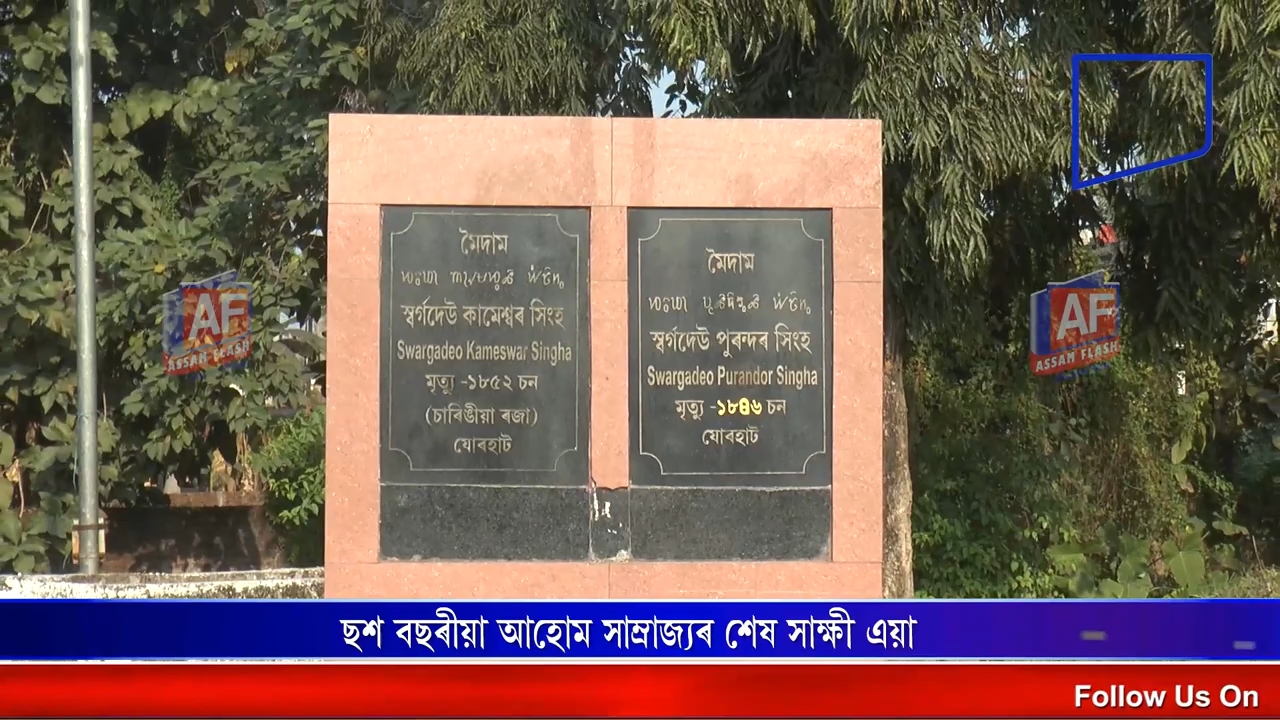 মৈদাম
স্বৰ্গদেউ কামেশ্বৰ সিংহ
Swargadeo Kameswar Singha
মৃত্যু -১৮৫২ চন
(চাৰিঙীয়া ৰজা)
যোৰহাট
মৈদাম
স্বৰ্গদেউ পুৰন্দৰ সিংহ
Swargadeo Purandor Singha
মৃত্যু -১৮৪৬ চন
যোৰহাট
AF
ASSAM FLASH
AF
ASSAM FLASH
ছশ বছৰীয়া আহোম সাম্ৰাজ্যৰ শেষ সাক্ষী এয়া
Follow Us On